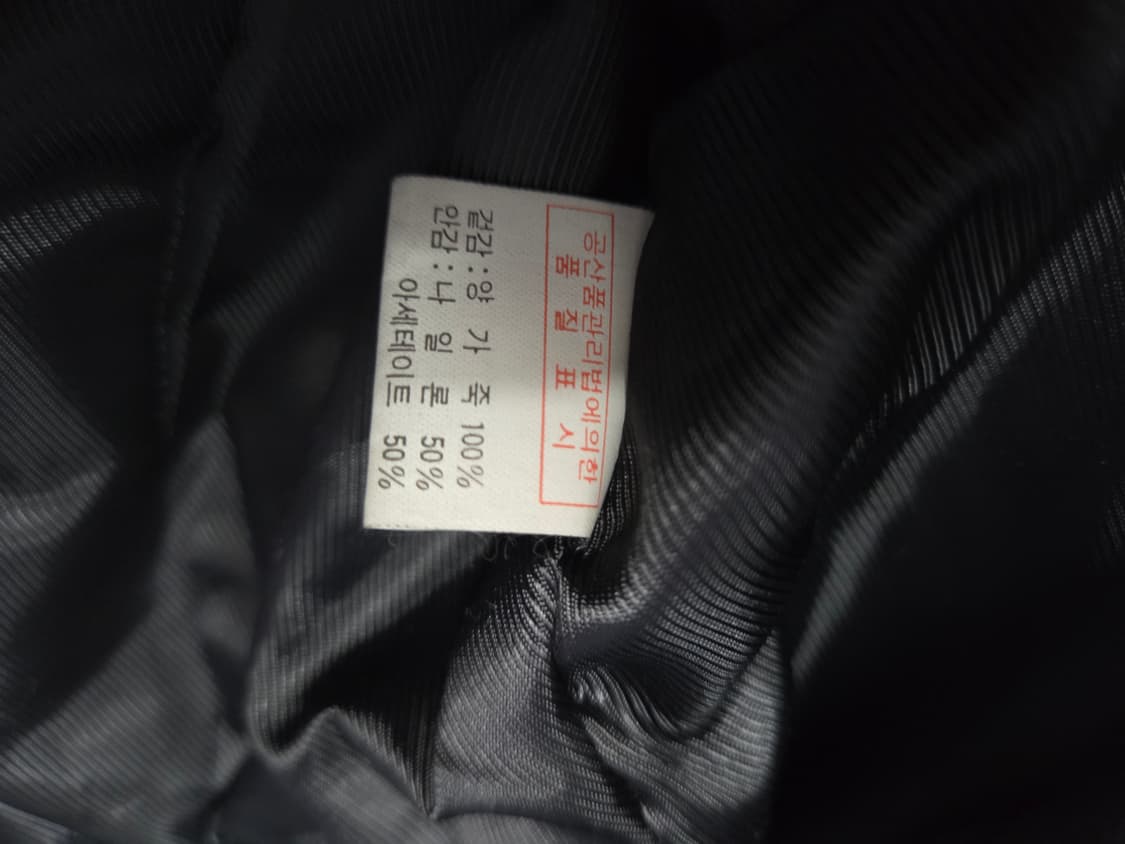 공산품관리법에의한
품 질 표 시
겉감 : 양 가 죽 100%
안감 : 나 일 론 50%
아세테이트 50%